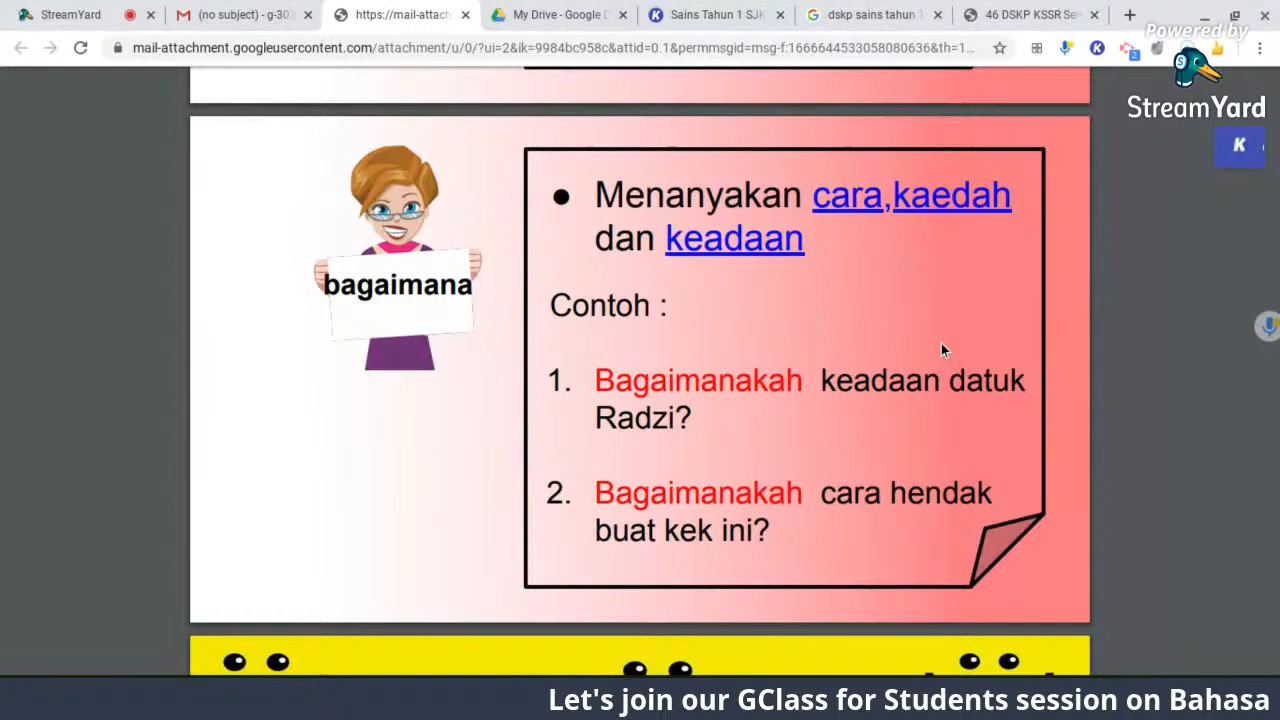 StreamYard
(no subject) - g-303
https://mail-attach
My Drive - Google D
Sains Tahun 1 SJK
dskp sains tahun 1
46 DSKP KSSR Se
Powered by
mail-attachment.googleusercontent.com/attachment/u/0/?ui=2&ik=9984bc958c&attid=0.1&permmsgid=msg-f:1666644533058080636&th=1...
StreamYard
K
bagaimana
● Menanyakan cara,kaedah
dan keadaan
Contoh :
1. Bagaimanakah keadaan datuk
Radzi?
2. Bagaimanakah cara hendak
buat kek ini?
Let's join our GClass for Students session on Bahasa